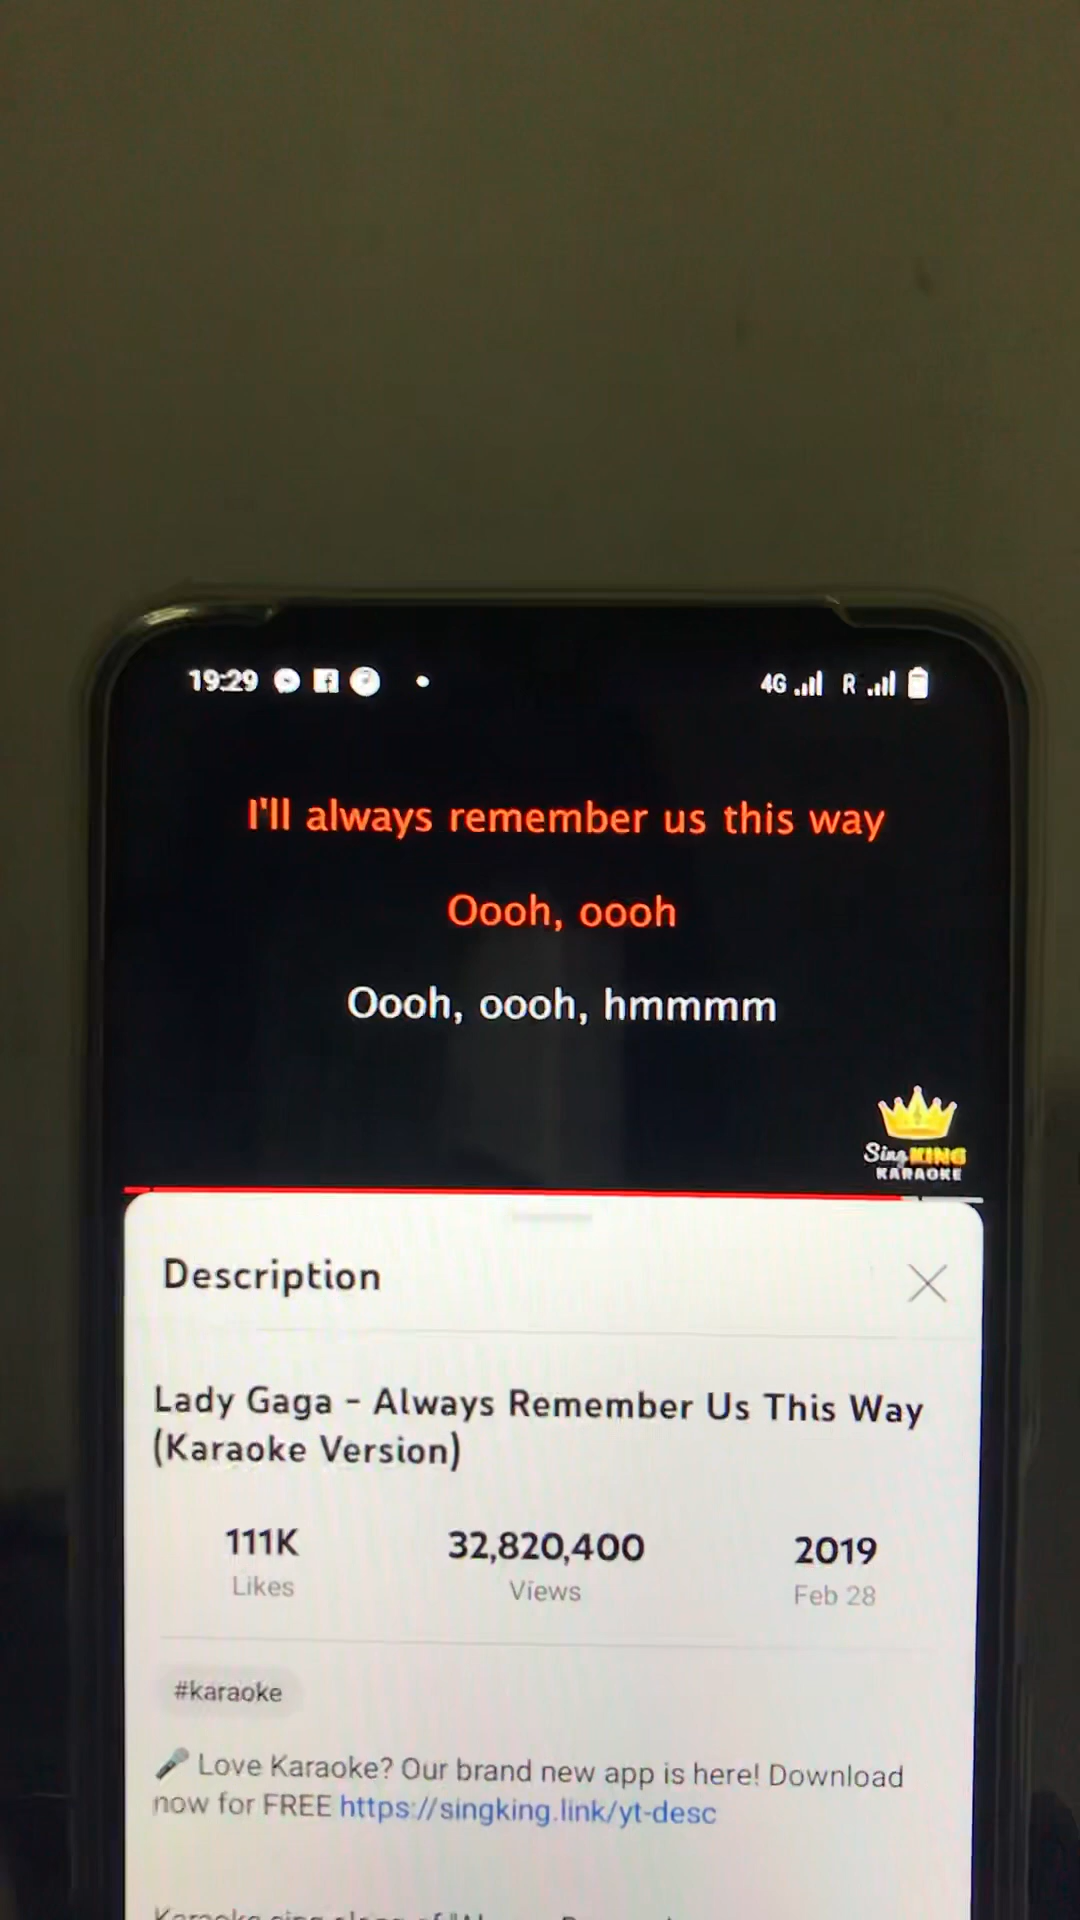 19:29 4G R
I'll always remember us this way
Oooh, oooh
Oooh, oooh, hmmmm
Sing KING
KARAOKE
Description
Lady Gaga - Always Remember Us This Way
(Karaoke Version)
111K 32,820,400 2019
Likes Views Feb 28
#karaoke
Love Karaoke? Our brand new app is here! Download
now for FREE https://singking.link/yt-desc